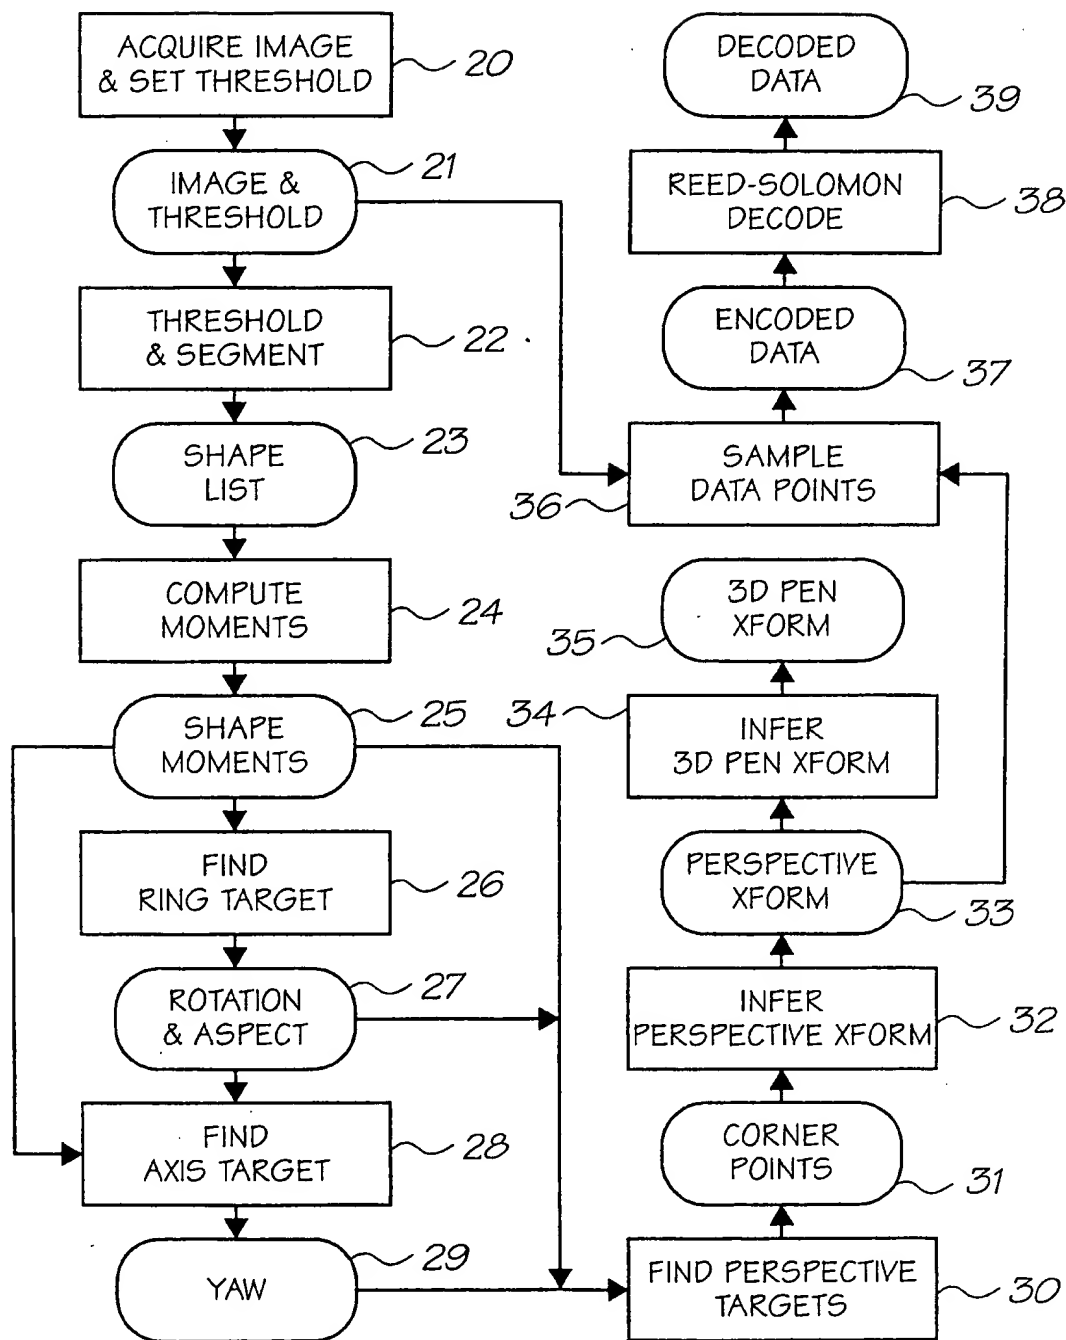 ACQUIRE IMAGE
& SET THRESHOLD
20
IMAGE &
THRESHOLD
21
THRESHOLD
& SEGMENT
22
SHAPE
LIST
23
COMPUTE
MOMENTS
24
SHAPE
MOMENTS
25
FIND
RING TARGET
26
ROTATION
& ASPECT
27
FIND
AXIS TARGET
28
YAW
29
DECODED
DATA
39
REED-SOLOMON
DECODE
38
ENCODED
DATA
37
SAMPLE
DATA POINTS
36
3D PEN
XFORM
35
INFER
3D PEN XFORM
34
PERSPECTIVE
XFORM
33
INFER
PERSPECTIVE XFORM
32
CORNER
POINTS
31
FIND PERSPECTIVE
TARGETS
30